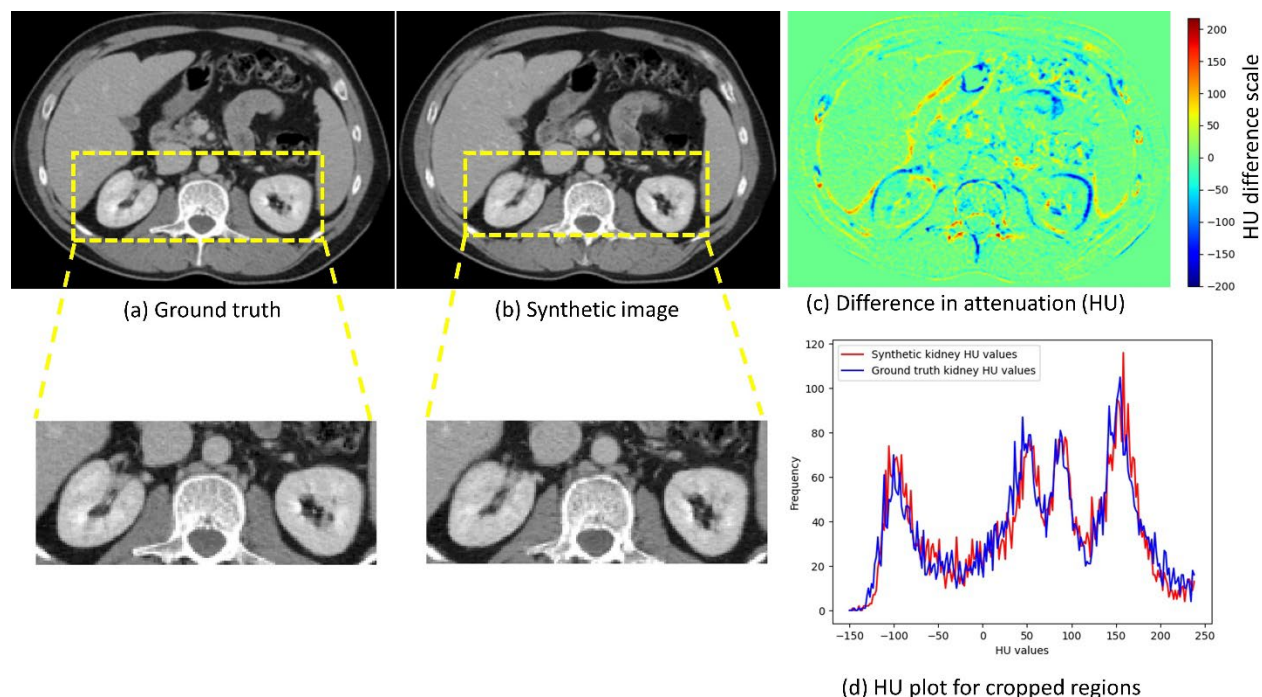 (a) Ground truth
(b) Synthetic image
(c) Difference in attenuation (HU)
200
150
100
50
0
−50
−100
−150
−200
HU difference scale
Synthetic kidney HU values
Ground truth kidney HU values
120
100
80
60
40
20
0
Frequency
−150
−100
−50
0
50
100
150
200
250
HU values
(d) HU plot for cropped regions